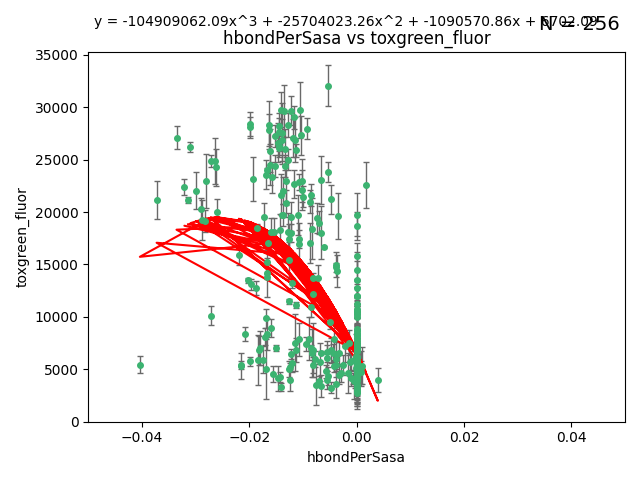 y = -104909062.09x^3 + -25704023.26x^2 + -1090570.86x + 6702.09
N = 256
hbondPerSasa vs toxgreen_fluor
35000
30000
25000
20000
15000
10000
5000
0
toxgreen_fluor
−0.04
−0.02
0.00
0.02
0.04
hbondPerSasa